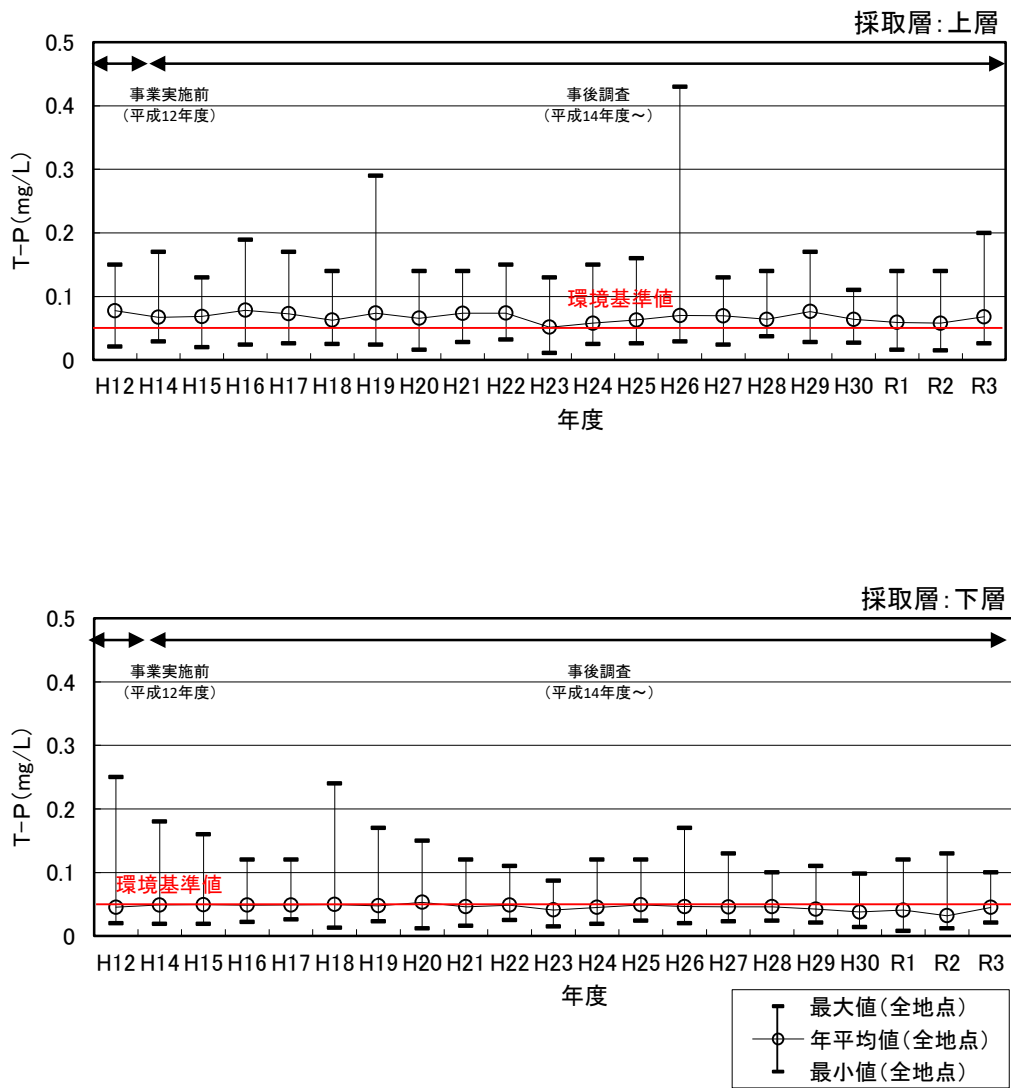 採取層：上層
0.5
0.4
0.3
0.2
0.1
0
T-P(mg/L)
事業実施前
（平成12年度）
事後調査
（平成14年度～）
環境基準値
H12 H14 H15 H16 H17 H18 H19 H20 H21 H22 H23 H24 H25 H26 H27 H28 H29 H30 R1 R2 R3
年度
採取層：下層
0.5
0.4
0.3
0.2
0.1
0
T-P(mg/L)
事業実施前
（平成12年度）
事後調査
（平成14年度～）
環境基準値
H12 H14 H15 H16 H17 H18 H19 H20 H21 H22 H23 H24 H25 H26 H27 H28 H29 H30 R1 R2 R3
年度
最大値（全地点）
年平均値（全地点）
最小値（全地点）